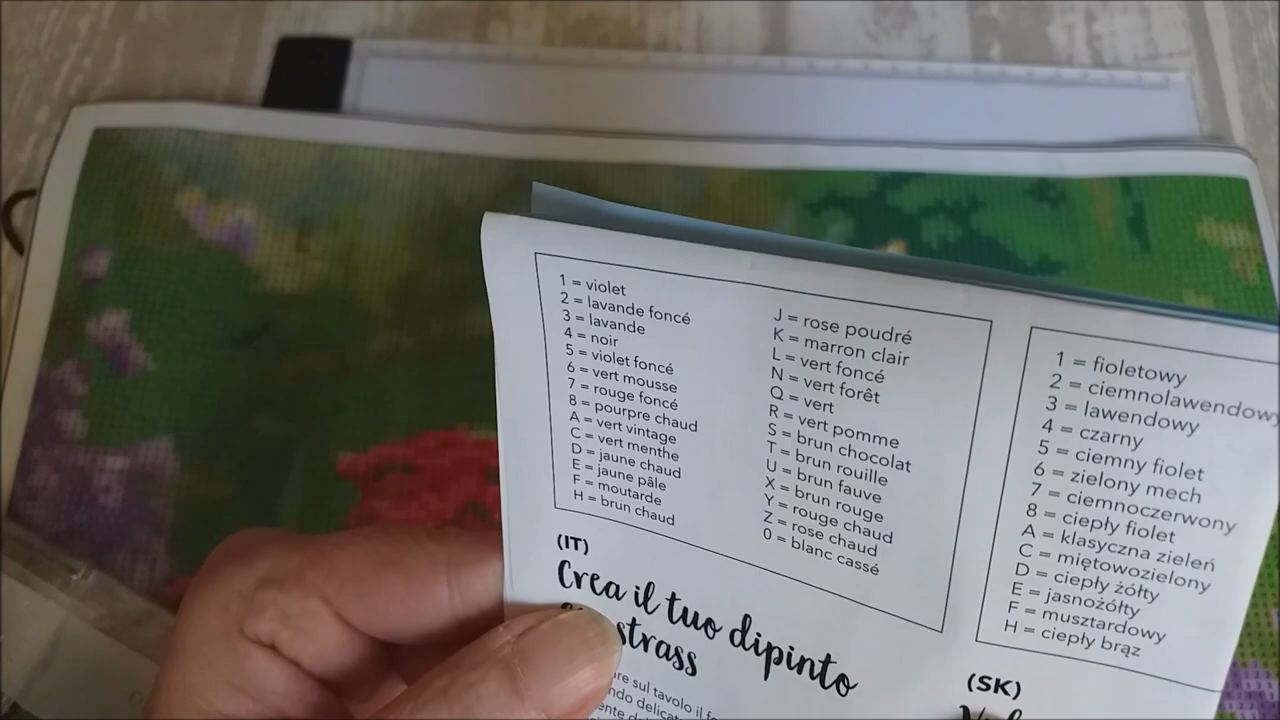 1 = violet
2 = lavande foncé
3 = lavande
4 = noir
5 = violet foncé
6 = vert mousse
7 = rouge foncé
8 = pourpre chaud
A = vert vintage
C = vert menthe
D = jaune chaud
E = jaune pâle
F = moutarde
H = brun chaud
J = rose poudré
K = marron clair
L = vert foncé
N = vert forêt
Q = vert
R = vert pomme
S = brun chocolat
T = brun rouille
U = brun fauve
X = brun rouge
Y = rouge chaud
Z = rose chaud
0 = blanc cassé
(IT)
Crea il tuo dipinto
strass
sul tavolo il
1 = fioletowy
2 = ciemnolawendowy
3 = lawendowy
4 = czarny
5 = ciemny fiolet
6 = zielony mech
7 = ciemnoczerwony
8 = ciepły fiolet
A = klasyczna zieleń
C = miętowozielony
D = ciepły żółty
E = jasnożółty
F = musztardowy
H = ciepły brąz
(SK)